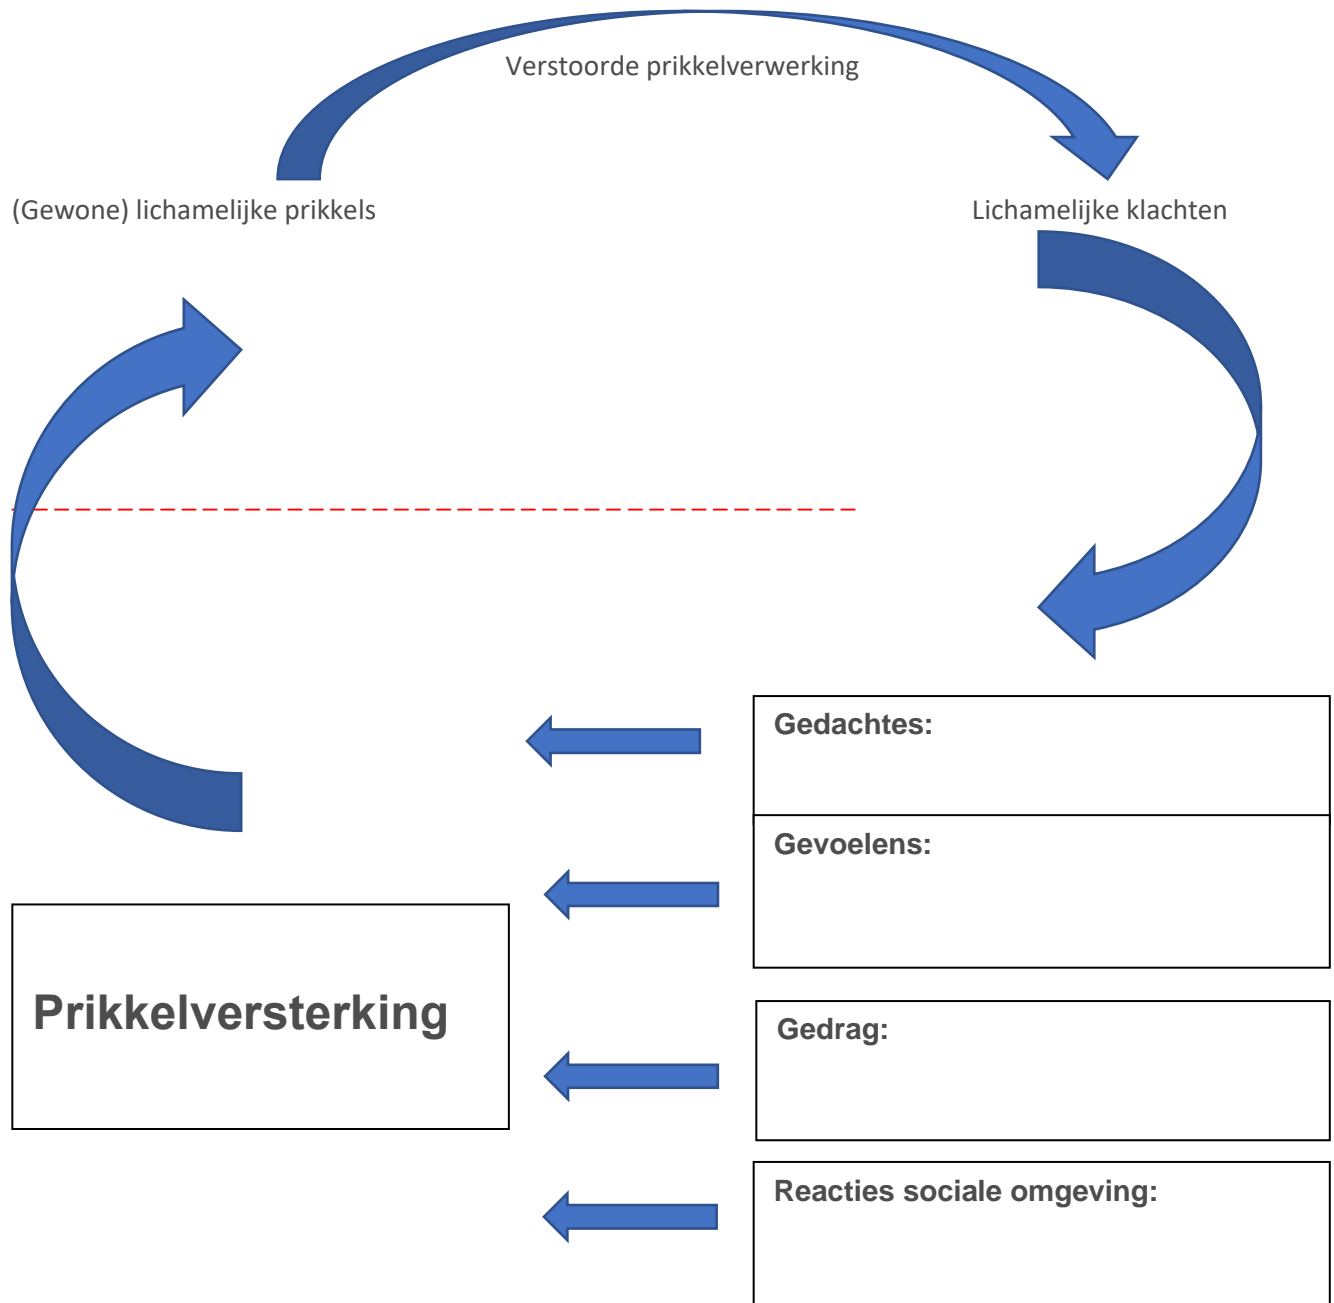 Verstoorde prikkelverwerking
(Gewone) lichamelijke prikkels
Lichamelijke klachten
Gedachtes:
Gevoelens:
Prikkelversterking
Gedrag:
Reacties sociale omgeving: